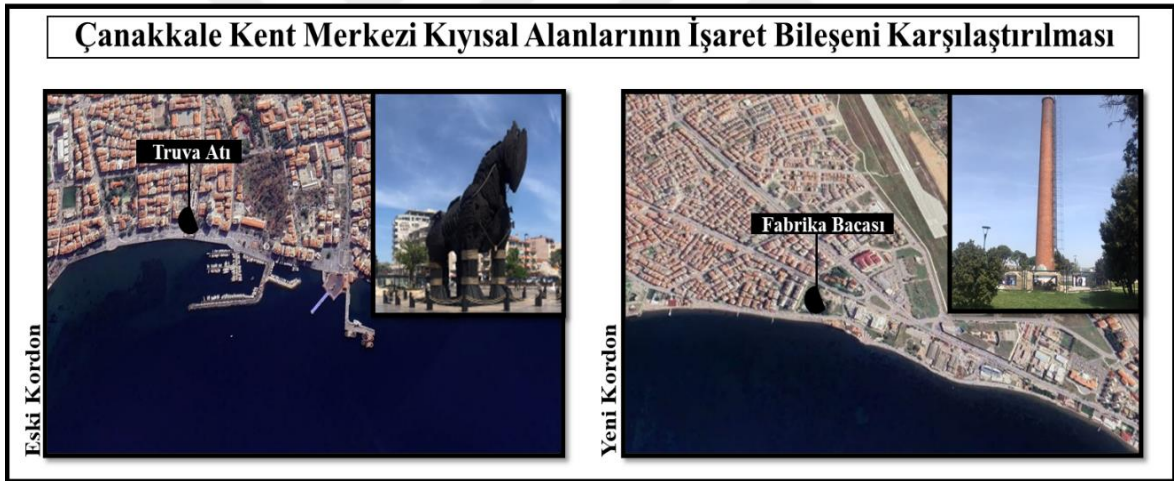 Çanakkale Kent Merkezi Kıyısal Alanlarının İşaret Bileşeni Karşılaştırılması
Eski Kordon
Truva Atı
Yeni Kordon
Fabrika Bacası